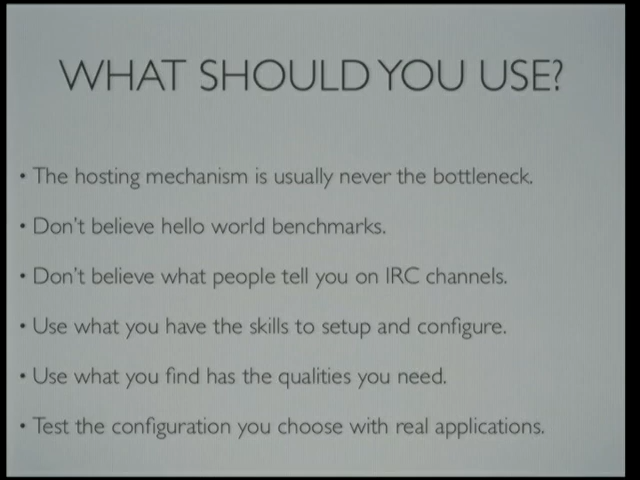 WHAT SHOULD YOU USE?
• The hosting mechanism is usually never the bottleneck.
• Don't believe hello world benchmarks.
• Don't believe what people tell you on IRC channels.
• Use what you have the skills to setup and configure.
• Use what you find has the qualities you need.
• Test the configuration you choose with real applications.